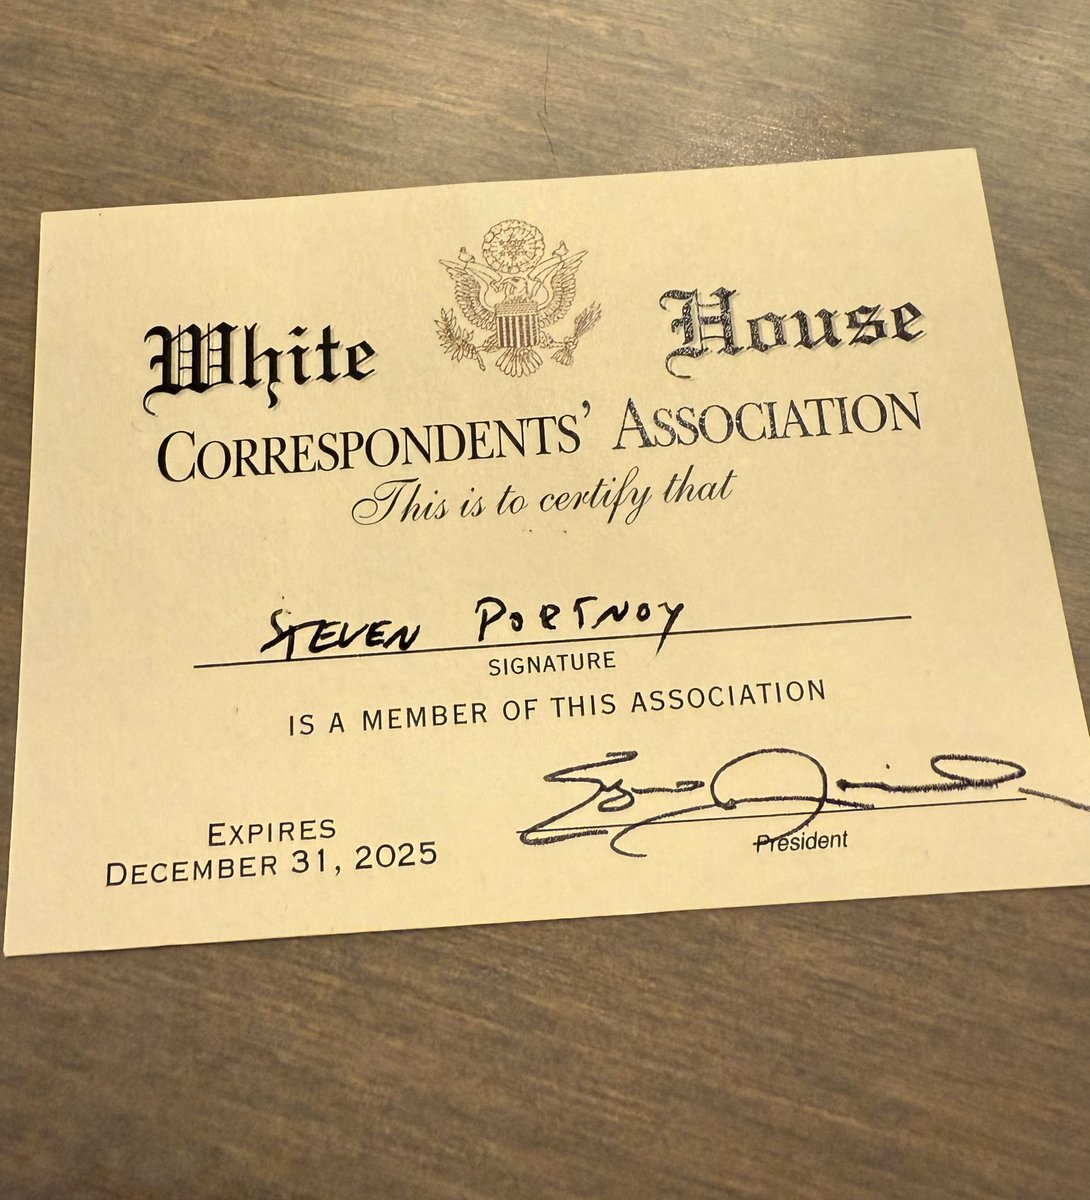 White House
CORRESPONDENTS' ASSOCIATION
This is to certify that
STEVEN PORTNOY
SIGNATURE
IS A MEMBER OF THIS ASSOCIATION
President
EXPIRES
DECEMBER 31, 2025